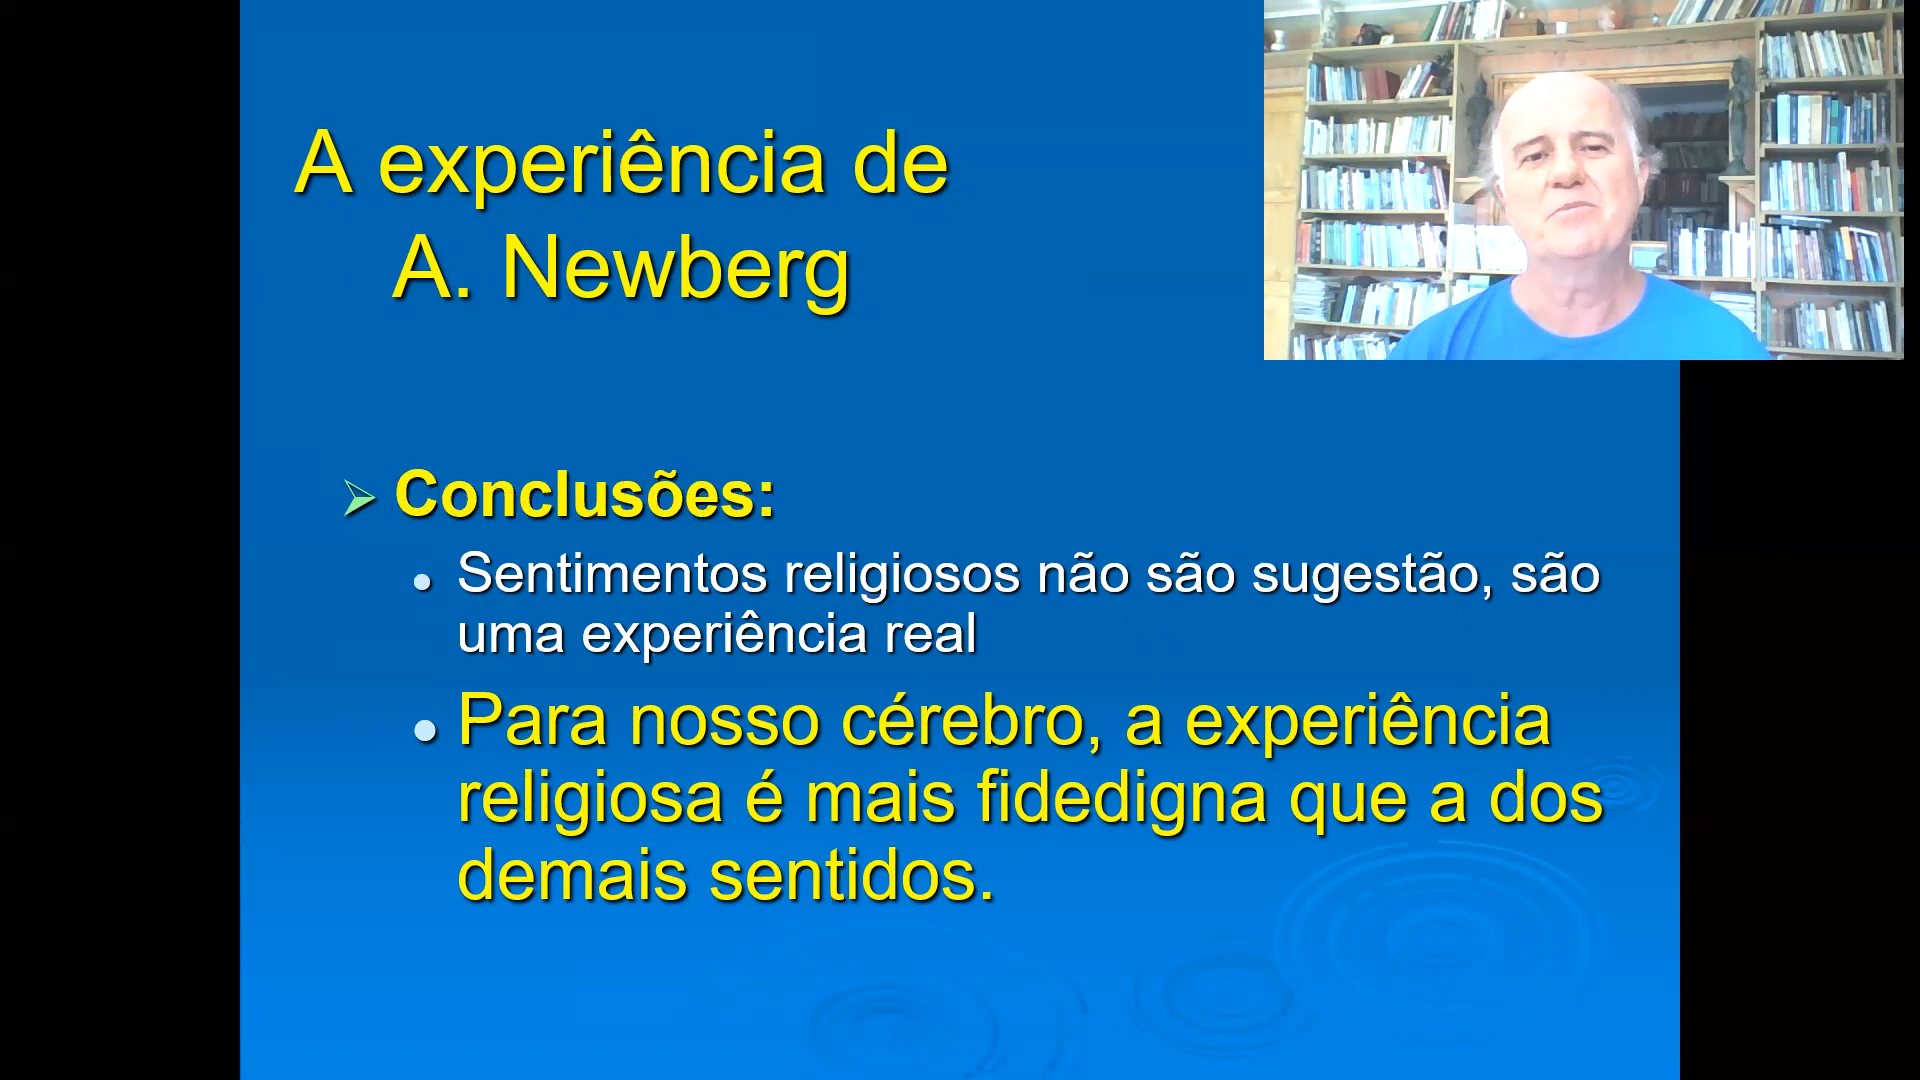 A experiência de
A. Newberg
Conclusões:
Sentimentos religiosos não são sugestão, são
uma experiência real
Para nosso cérebro, a experiência
religiosa é mais fidedigna que a dos
demais sentidos.